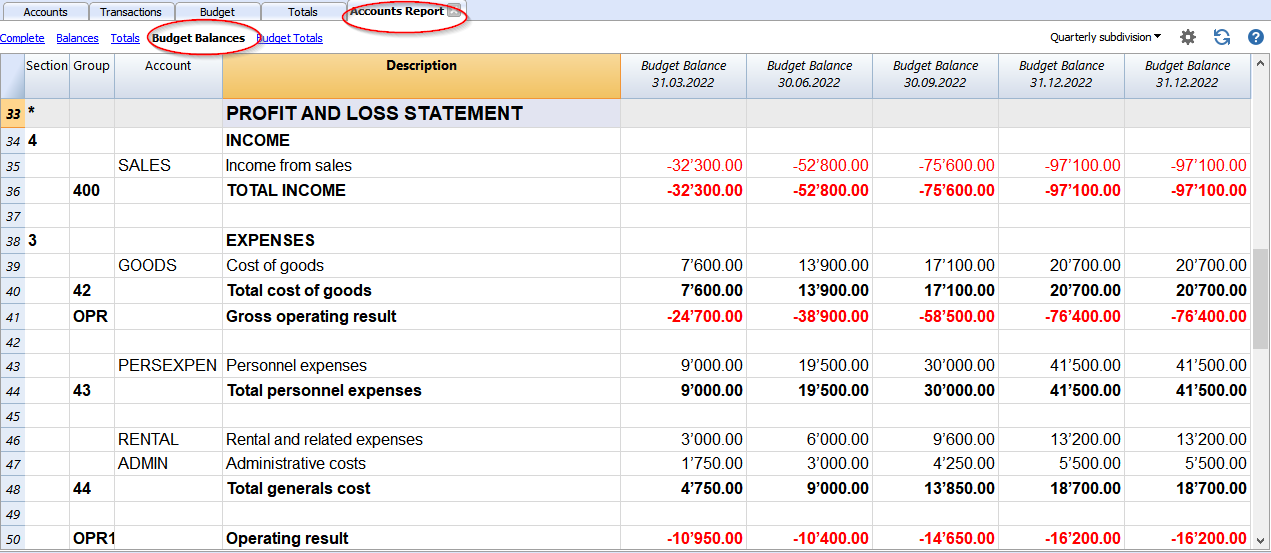 Accounts Transactions Budget Totals Accounts Report
Complete Balances Totals Budget Balances Budget Totals Quarterly subdivision
Section Group Account Description Budget Balance Budget Balance Budget Balance Budget Balance Budget Balance
31.03.2022 30.06.2022 30.09.2022 31.12.2022 31.12.2022
33 * PROFIT AND LOSS STATEMENT
34 4 INCOME
35 SALES Income from sales -32’300.00 -52’800.00 -75’600.00 -97’100.00 -97’100.00
36 400 TOTAL INCOME -32’300.00 -52’800.00 -75’600.00 -97’100.00 -97’100.00
37
38 3 EXPENSES
39 GOODS Cost of goods 7’600.00 13’900.00 17’100.00 20’700.00 20’700.00
40 42 Total cost of goods 7’600.00 13’900.00 17’100.00 20’700.00 20’700.00
41 OPR Gross operating result -24’700.00 -38’900.00 -58’500.00 -76’400.00 -76’400.00
42
43 PERSEXPEN Personnel expenses 9’000.00 19’500.00 30’000.00 41’500.00 41’500.00
44 43 Total personnel expenses 9’000.00 19’500.00 30’000.00 41’500.00 41’500.00
45
46 RENTAL Rental and related expenses 3’000.00 6’000.00 9’600.00 13’200.00 13’200.00
47 ADMIN Administrative costs 1’750.00 3’000.00 4’250.00 5’500.00 5’500.00
48 44 Total generals cost 4’750.00 9’000.00 13’850.00 18’700.00 18’700.00
49
50 OPR1 Operating result -10’950.00 -10’400.00 -14’650.00 -16’200.00 -16’200.00